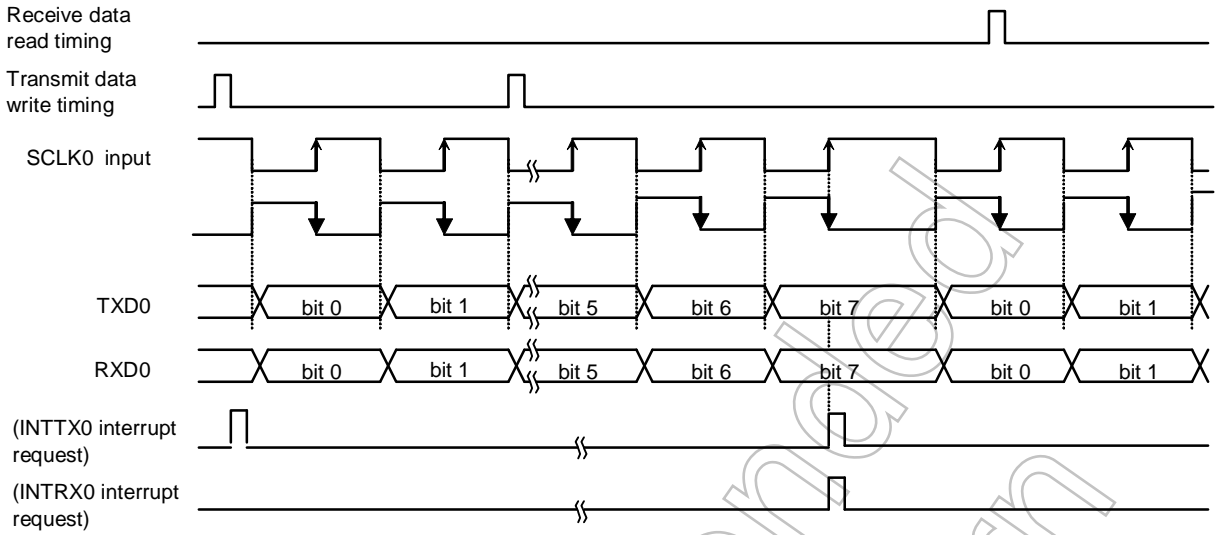 Receive data
read timing
Transmit data
write timing
SCLK0 input
TXD0
bit 0 bit 1 bit 5 bit 6 bit 7 bit 0 bit 1
RXD0
bit 0 bit 1 bit 5 bit 6 bit 7 bit 0 bit 1
(INTTX0 interrupt
request)
(INTRX0 interrupt
request)